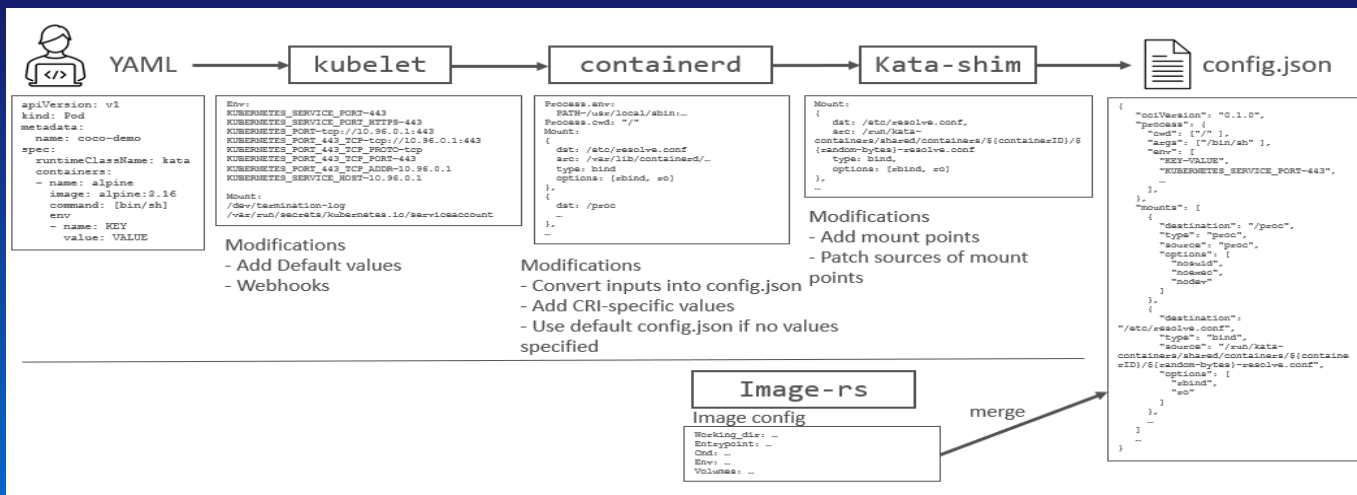 YAML
kubelet
containerd
Kata-shim
config.json
apiVersion: v1
kind: Pod
metadata:
name: coco-demo
spec:
runtimeClassName: kata
containers:
- name: alpine
image: alpine:3.16
command: [bin/sh]
env
- name: KEY
value: VALUE
Env:
KUBERNETES_SERVICE_PORT=443
KUBERNETES_SERVICE_PORT_HTTPS=443
KUBERNETES_PORT=tcp://10.96.0.1:443
KUBERNETES_PORT_443_TCP=tcp://10.96.0.1:443
KUBERNETES_PORT_443_TCP_PROTO=tcp
KUBERNETES_PORT_443_TCP_PORT=443
KUBERNETES_PORT_443_TCP_ADDR=10.96.0.1
KUBERNETES_SERVICE_HOST=10.96.0.1
Mount:
/dev/termination-log
/var/run/secrets/kubernetes.io/serviceaccount
Modifications
- Add Default values
- Webhooks
Process.env:
PATH=/usr/local/sbin:…
Process.cwd: "/"
Mount:
{
dst: /etc/resolve.conf
src: /var/lib/containerd/…
type: bind
options: [rbind, ro]
},
{
dst: /proc
…
},
…
Modifications
- Convert inputs into config.json
- Add CRI-specific values
- Use default config.json if no values
specified
Mount:
{
dst: /etc/resolve.conf,
src: /run/kata-
containers/shared/containers/${containerID}/$
{random-bytes}-resolve.conf
type: bind,
options: [rbind, ro]
},
…
Modifications
- Add mount points
- Patch sources of mount
points
{
"ociVersion": "0.1.0",
"process": {
"cwd": ["/" ],
"args": ["/bin/sh" ],
"env": [
"KEY=VALUE",
"KUBERNETES_SERVICE_PORT=443",
…
],
},
"mounts": [
{
"destination": "/proc",
"type": "proc",
"source": "proc",
"options": [
"nosuid",
"noexec",
"nodev"
]
},
{
"destination":
"/etc/resolve.conf",
"type": "bind",
"source": "/run/kata-
containers/shared/containers/${containe
rID}/${random-bytes}-resolve.conf",
"options": [
"rbind",
"ro"
]
},
…
]
…
}
Image-rs
Image config
Working_dir: …
Entrypoint: …
Cmd: …
Env: …
Volumes: …
merge